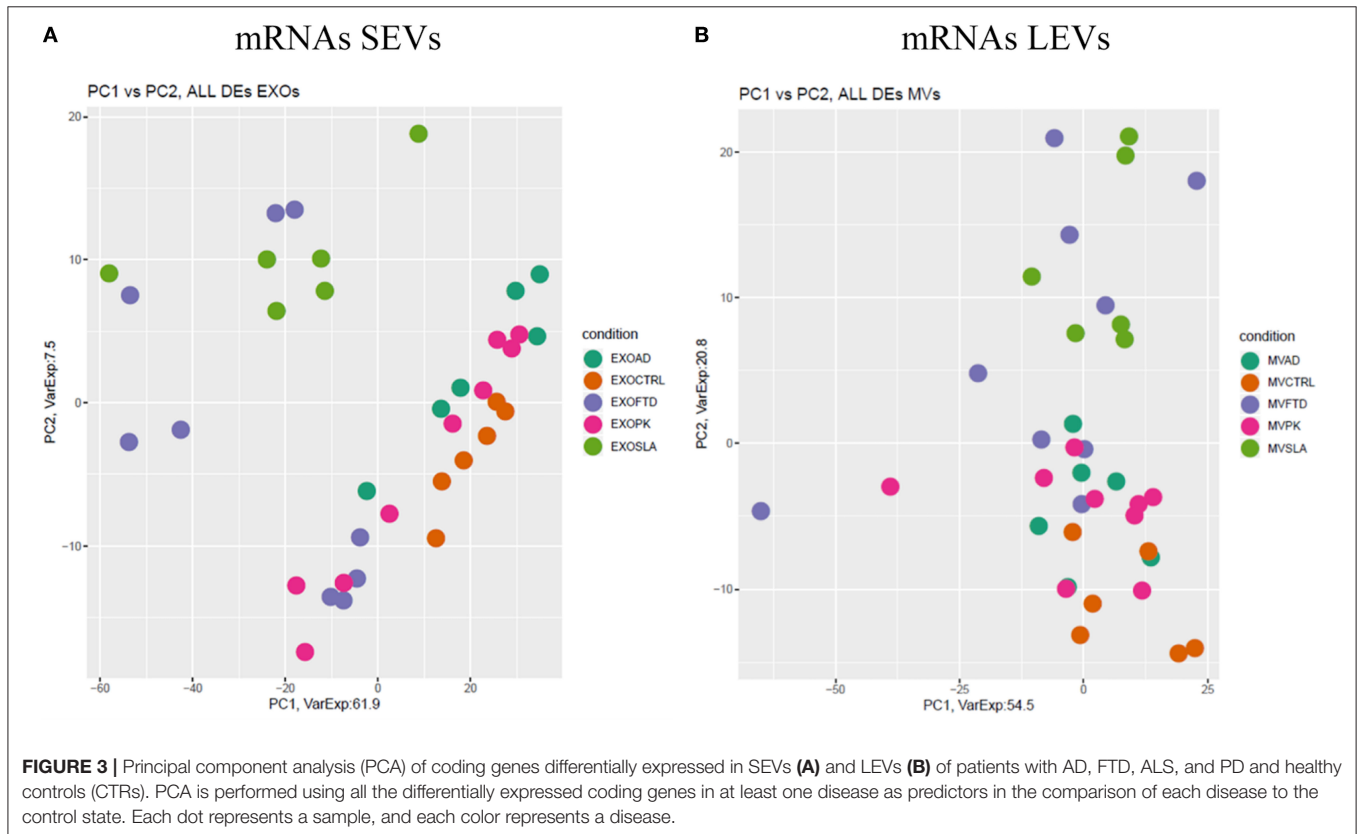 A
mRNAs SEVs
PC1 vs PC2, ALL DEs EXOs
20
10
0
−10
PC2, VarExp:7.5
−60
−40
−20
0
20
PC1, VarExp:61.9
condition
EXOAD
EXOCTRL
EXOFTD
EXOPK
EXOSLA
B
mRNAs LEVs
PC1 vs PC2, ALL DEs MVs
20
10
0
−10
PC2, VarExp:20.8
−50
−25
0
25
PC1, VarExp:54.5
condition
MVAD
MVCTRL
MVFTD
MVPK
MVSLA
FIGURE 3 | Principal component analysis (PCA) of coding genes differentially expressed in SEVs (A) and LEVs (B) of patients with AD, FTD, ALS, and PD and healthy
controls (CTRs). PCA is performed using all the differentially expressed coding genes in at least one disease as predictors in the comparison of each disease to the
control state. Each dot represents a sample, and each color represents a disease.